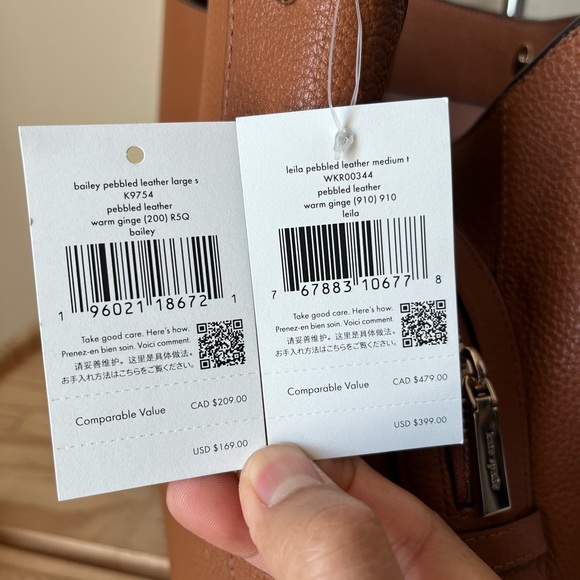 bailey pebbled leather large s
K9754
pebbled leather
warm ginge (200) R5Q
bailey
1 96021 18672 1
Take good care. Here's how.
Prenez-en bien soin. Voici comment.
请妥善维护。这里是具体做法。
お手入れ方法はこちらをご覧ください。
Comparable Value CAD $209.00
USD $169.00
leila pebbled leather medium t
WKR00344
pebbled leather
warm ginge (910) 910
leila
7 67883 10677 8
Take good care. Here's how.
Prenez-en bien soin. Voici comment.
请妥善维护。这里是具体做法。
お手入れ方法はこちらをご覧ください。
Comparable Value CAD $479.00
USD $399.00
kate spade